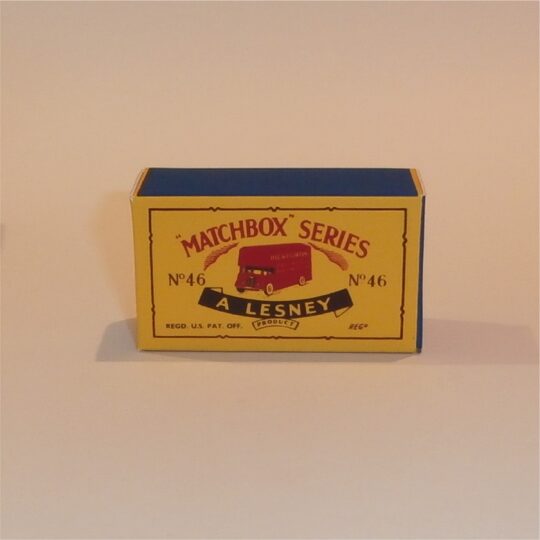 "MATCHBOX" SERIES
Nº46 Nº46
A LESNEY
PRODUCT
REGD. U.S. PAT. OFF. REGD